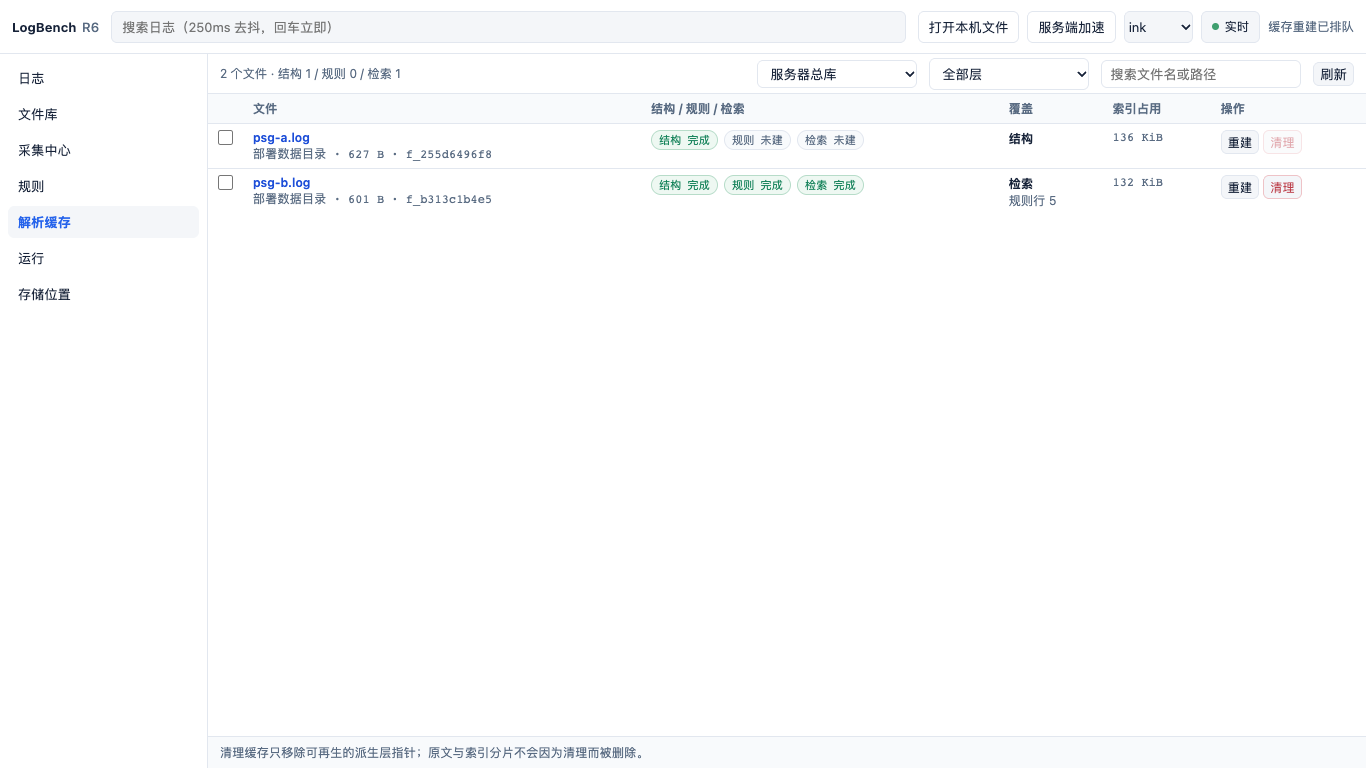 LogBench R6
搜索日志（250ms 去抖，回车立即）
打开本机文件
服务端加速
ink
实时
缓存重建已排队
日志
文件库
采集中心
规则
解析缓存
运行
存储位置
2 个文件 · 结构 1 / 规则 0 / 检索 1
服务器总库
全部层
搜索文件名或路径
刷新
文件 结构 / 规则 / 检索 覆盖 索引占用 操作
psg-a.log 结构 完成 规则 未建 检索 未建 结构 136 KiB 重建 清理
部署数据目录 · 627 B · f_255d6496f8
psg-b.log 结构 完成 规则 完成 检索 完成 检索 132 KiB 重建 清理
部署数据目录 · 601 B · f_b313c1b4e5 规则行 5
清理缓存只移除可再生的派生层指针；原文与索引分片不会因为清理而被删除。